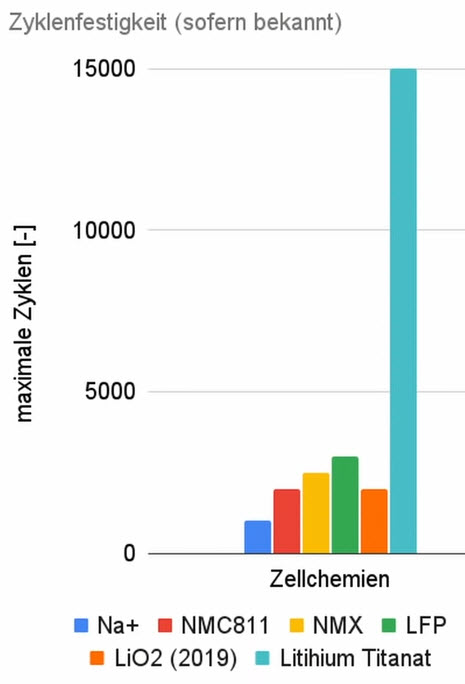 Zyklenfestigkeit (sofern bekannt)
15000
10000
5000
0
maximale Zyklen [-]
Zellchemien
Na+ NMC811 NMX LFP
LiO2 (2019) Litihium Titanat